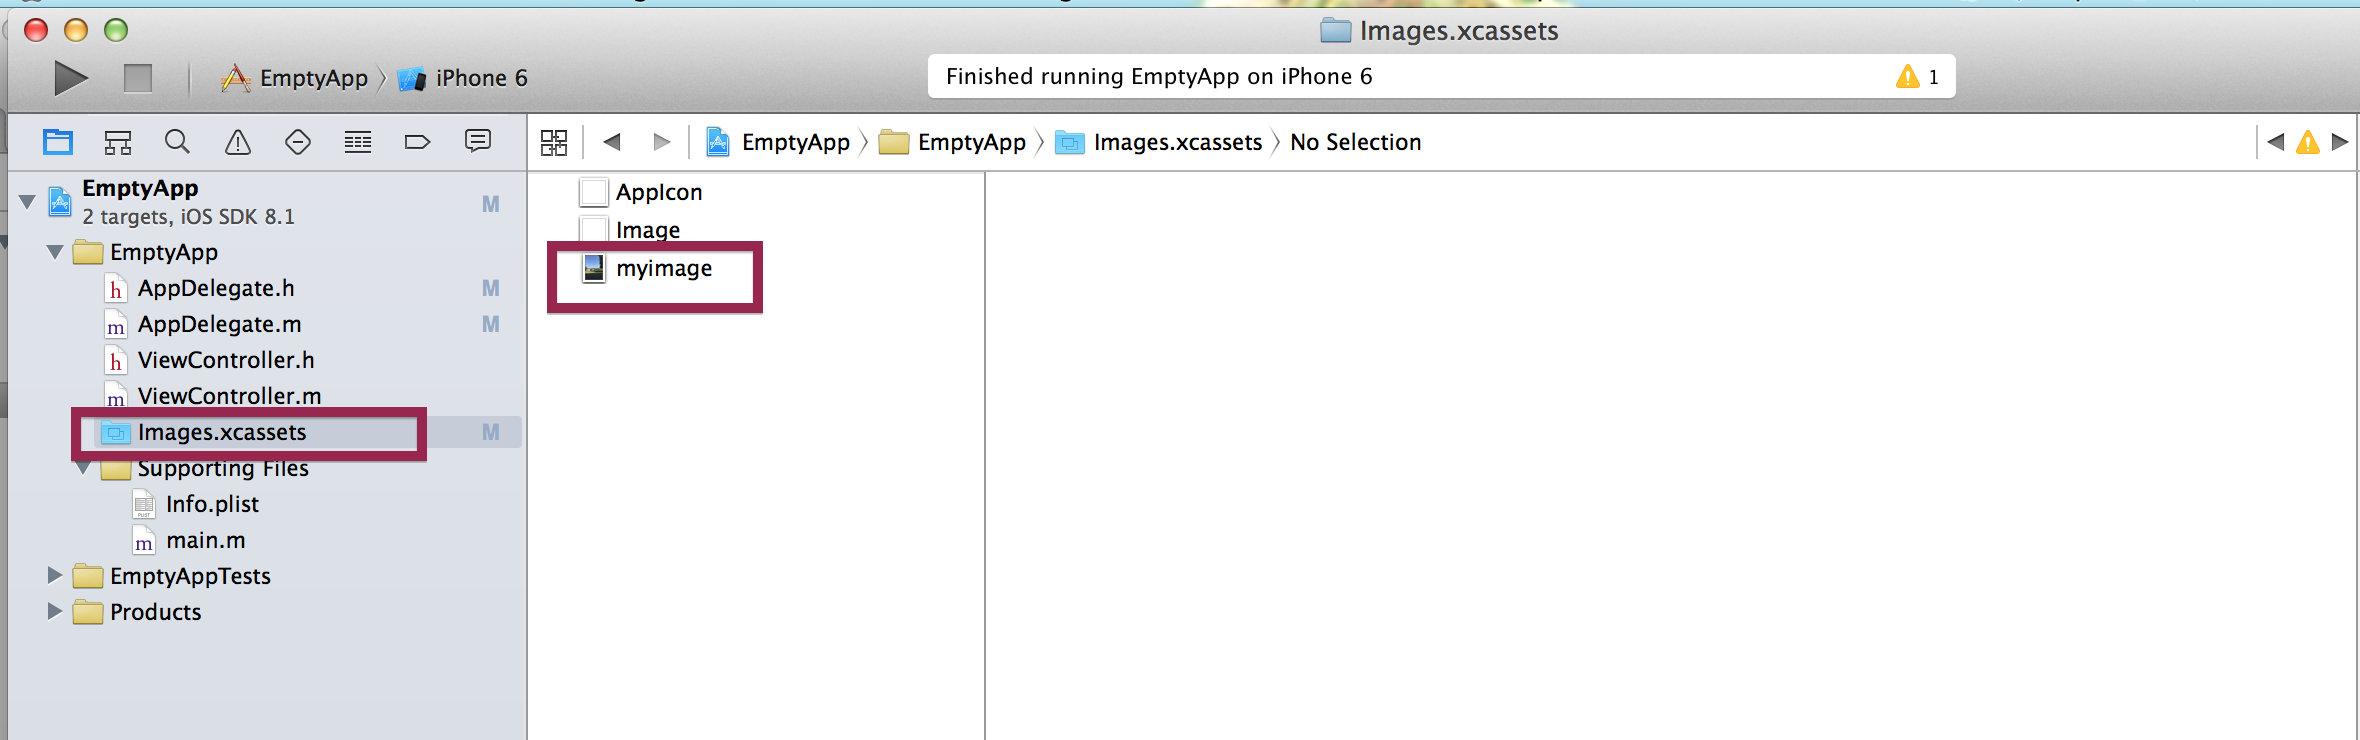 Images.xcassets
EmptyApp iPhone 6
Finished running EmptyApp on iPhone 6 1
EmptyApp EmptyApp Images.xcassets No Selection
EmptyApp
2 targets, iOS SDK 8.1 M
EmptyApp
h AppDelegate.h M
m AppDelegate.m M
h ViewController.h
m ViewController.m
Images.xcassets M
Supporting Files
Info.plist
m main.m
EmptyAppTests
Products
AppIcon
Image
myimage